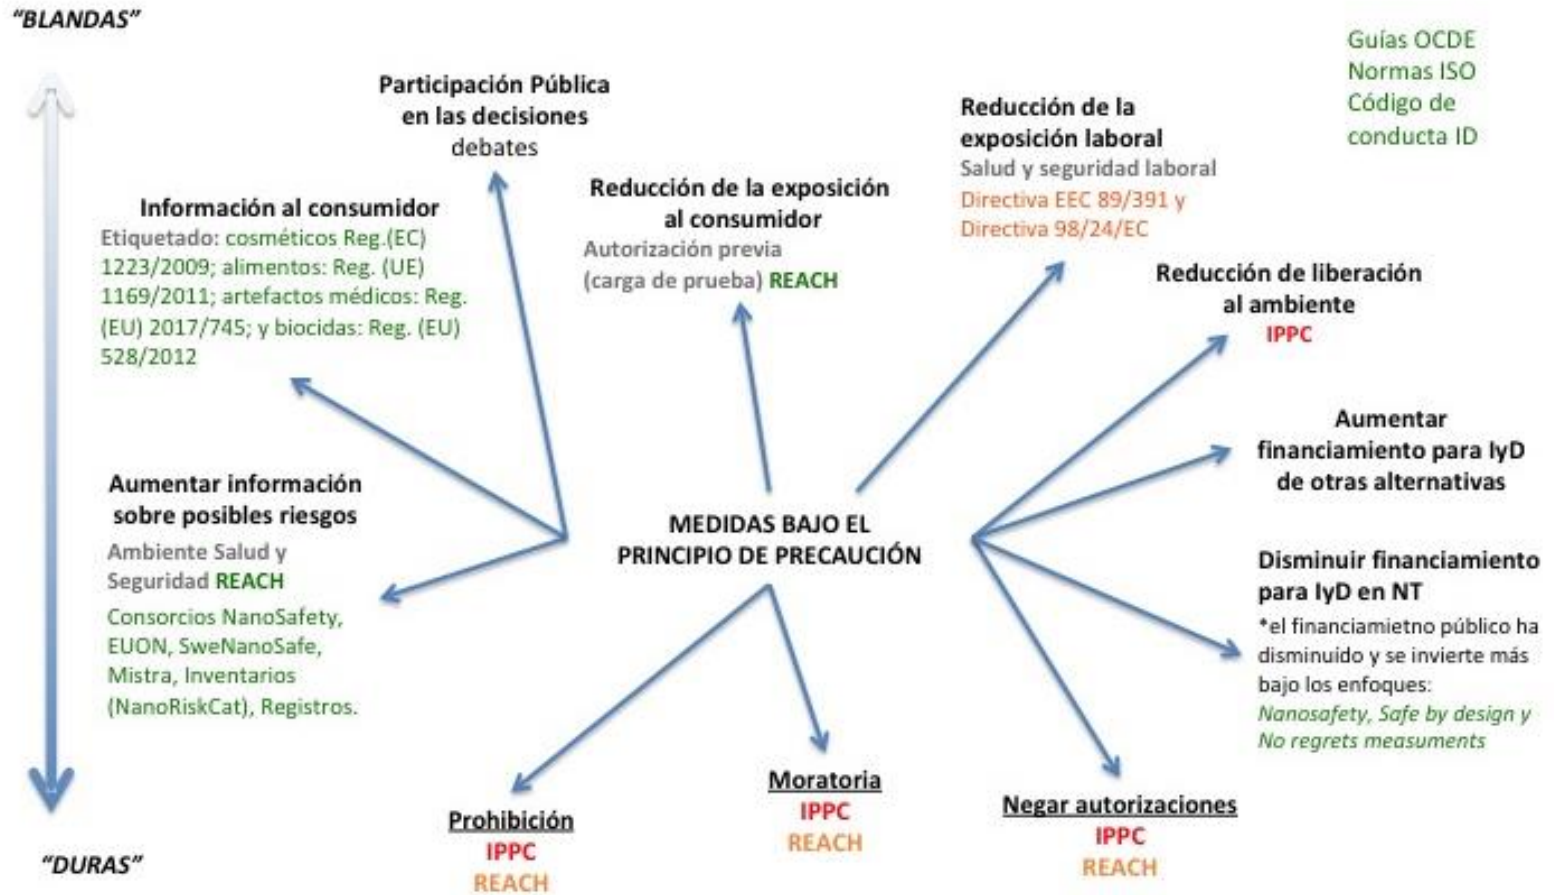 "BLANDAS"
Guías OCDE
Normas ISO
Código de
conducta ID
Participación Pública
en las decisiones
debates
Reducción de la
exposición laboral
Salud y seguridad laboral
Directiva EEC 89/391 y
Directiva 98/24/EC
Reducción de la exposición
al consumidor
Autorización previa
(carga de prueba) REACH
Información al consumidor
Etiquetado: cosméticos Reg.(EC)
1223/2009; alimentos: Reg. (UE)
1169/2011; artefactos médicos: Reg.
(EU) 2017/745; y biocidas: Reg. (EU)
528/2012
Reducción de liberación
al ambiente
IPPC
Aumentar
financiamiento para IyD
de otras alternativas
Aumentar información
sobre posibles riesgos
Ambiente Salud y
Seguridad REACH
Consorcios NanoSafety,
EUON, SweNanoSafe,
Mistra, Inventarios
(NanoRiskCat), Registros.
MEDIDAS BAJO EL
PRINCIPIO DE PRECAUCIÓN
Disminuir financiamiento
para IyD en NT
*el financiamietno público ha
disminuído y se invierte más
bajo los enfoques:
Nanosafety, Safe by design y
No regrets measuments
Prohibición
IPPC
REACH
Moratoria
IPPC
REACH
Negar autorizaciones
IPPC
REACH
"DURAS"